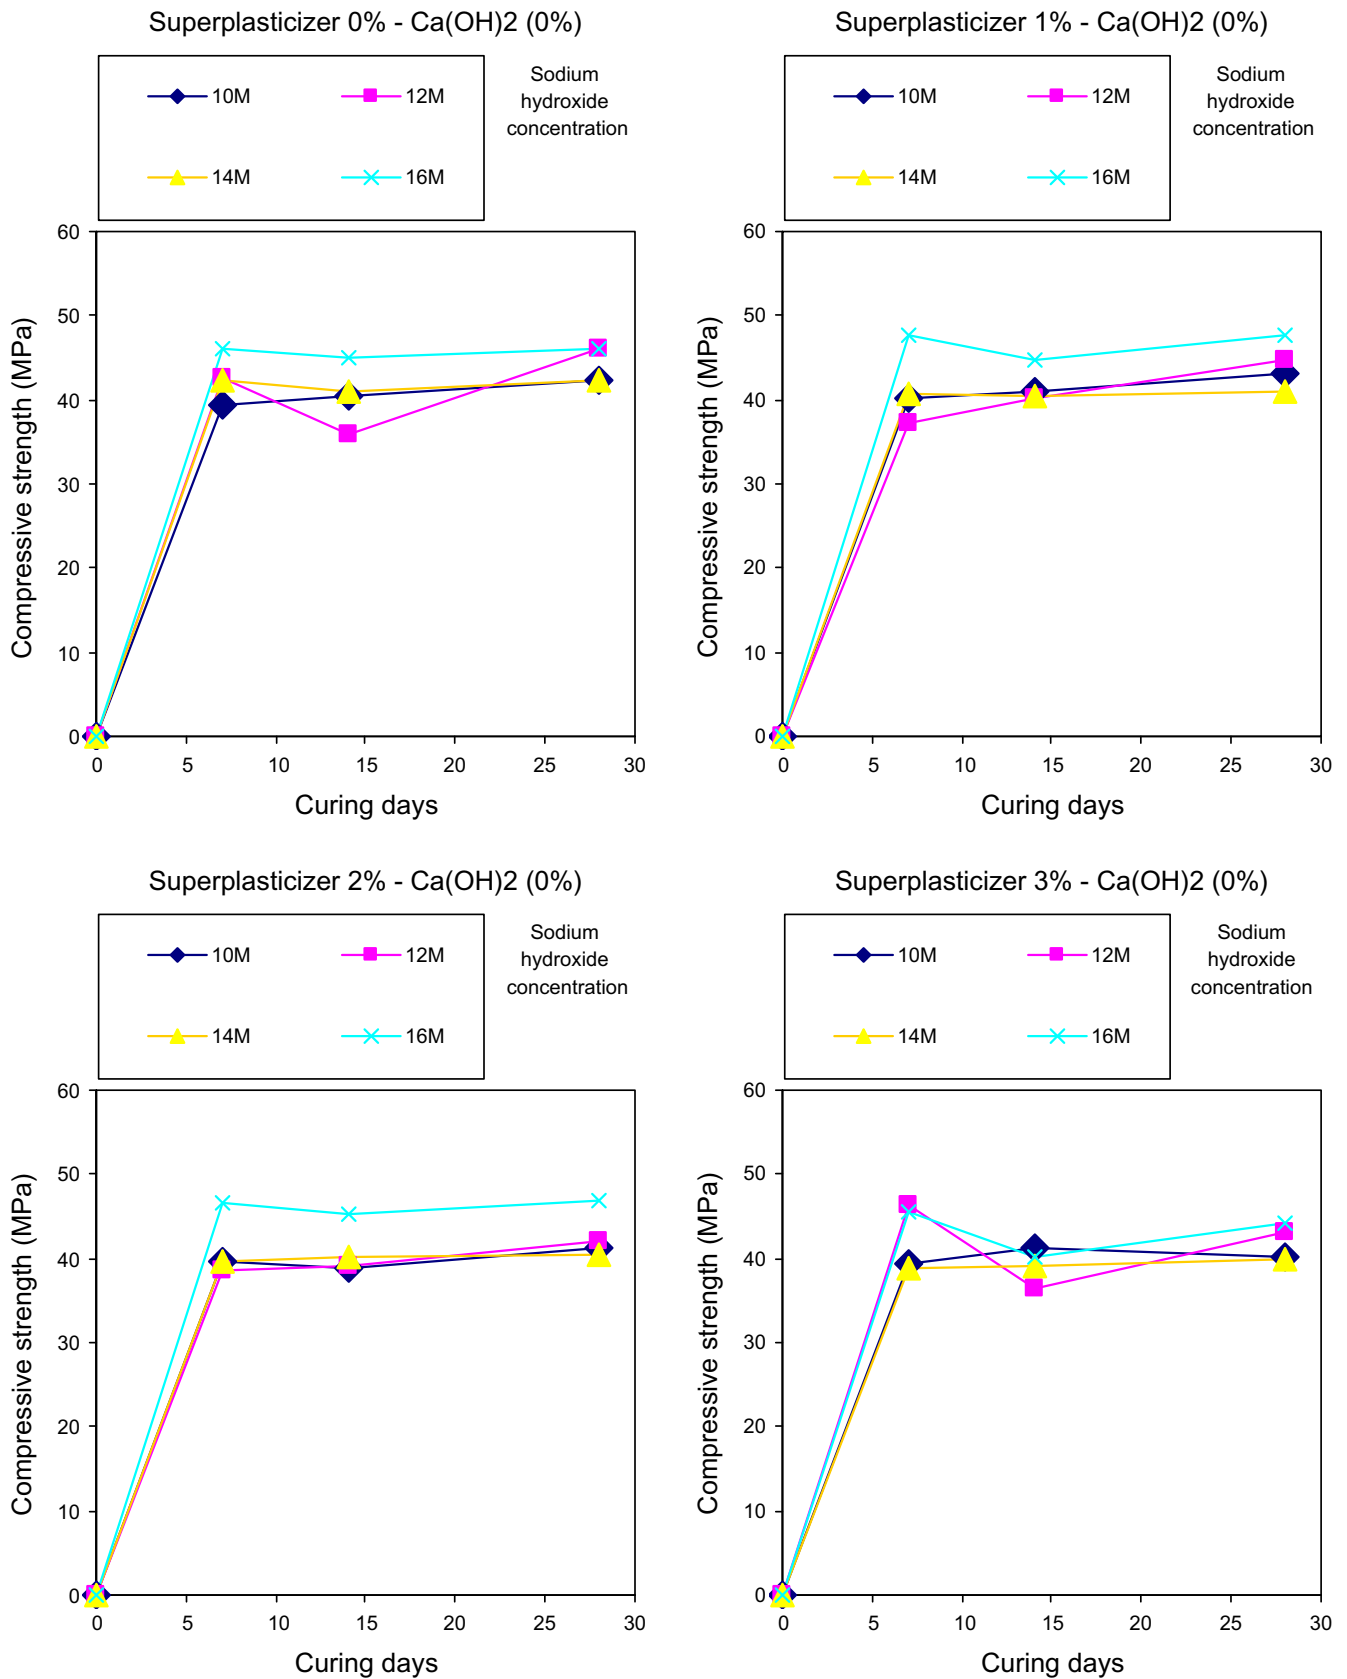 Superplasticizer 0% - Ca(OH)2 (0%)
10M
12M
14M
16M
Sodium
hydroxide
concentration
60
50
40
30
20
10
0
0 5 10 15 20 25 30
Compressive strength (MPa)
Curing days
Superplasticizer 1% - Ca(OH)2 (0%)
10M
12M
14M
16M
Sodium
hydroxide
concentration
60
50
40
30
20
10
0
0 5 10 15 20 25 30
Compressive strength (MPa)
Curing days
Superplasticizer 2% - Ca(OH)2 (0%)
10M
12M
14M
16M
Sodium
hydroxide
concentration
60
50
40
30
20
10
0
0 5 10 15 20 25 30
Compressive strength (MPa)
Curing days
Superplasticizer 3% - Ca(OH)2 (0%)
10M
12M
14M
16M
Sodium
hydroxide
concentration
60
50
40
30
20
10
0
0 5 10 15 20 25 30
Compressive strength (MPa)
Curing days